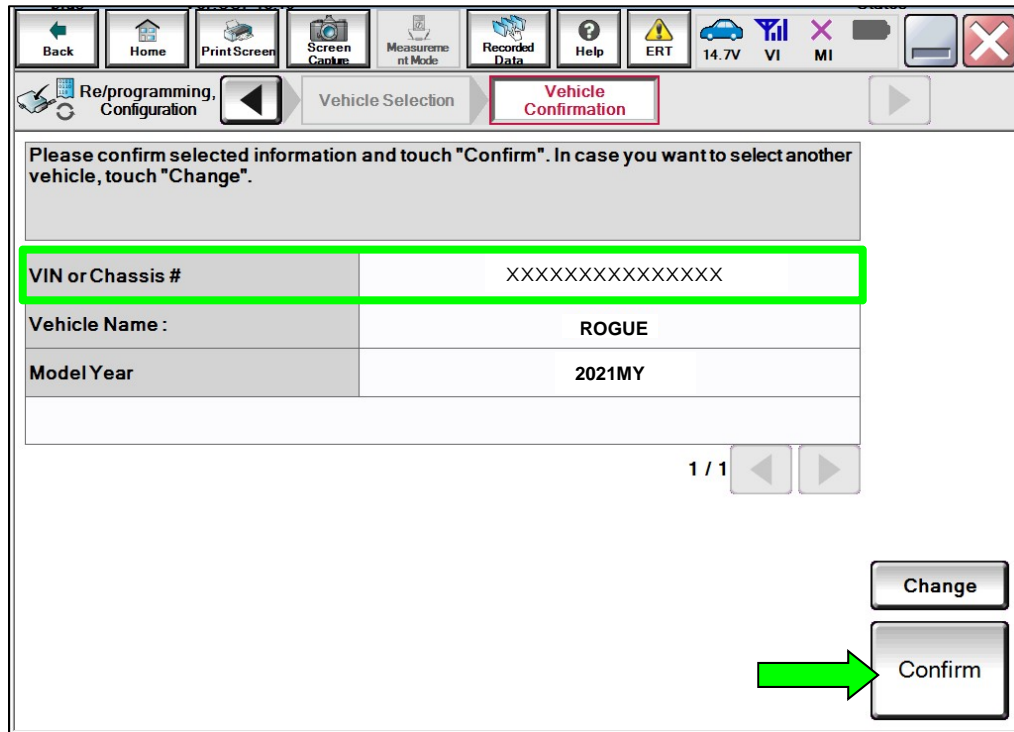 Back
Home
Print Screen
Screen
Capture
Measureme
nt Mode
Recorded
Data
Help
ERT
14.7V
VI
MI
Re/programming,
Configuration
Vehicle Selection
Vehicle
Confirmation
Please confirm selected information and touch "Confirm". In case you want to select another
vehicle, touch "Change".
VIN or Chassis #
XXXXXXXXXXXXXXX
Vehicle Name :
ROGUE
Model Year
2021MY
1 / 1
Change
Confirm